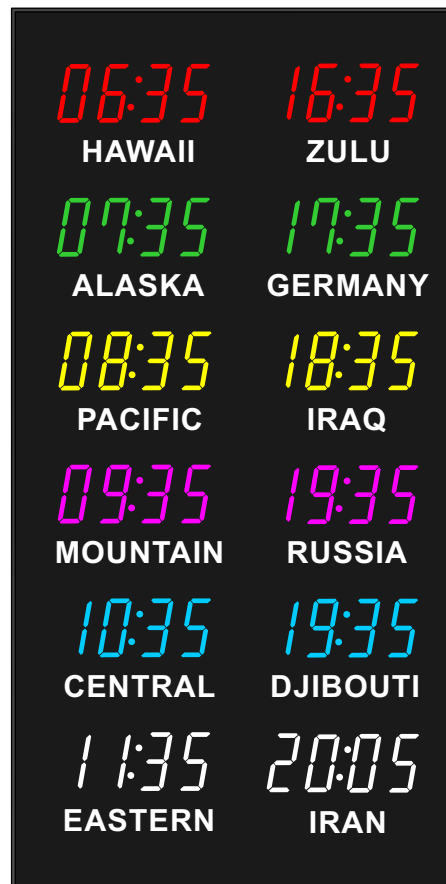 06:35 16:35
HAWAII ZULU
07:35 17:35
ALASKA GERMANY
08:35 18:35
PACIFIC IRAQ
09:35 19:35
MOUNTAIN RUSSIA
10:35 19:35
CENTRAL DJIBOUTI
11:35 20:05
EASTERN IRAN